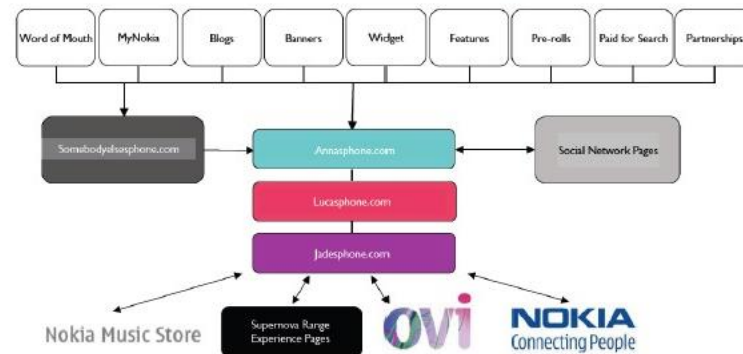 Word of Mouth
MyNokia
Blogs
Banners
Widget
Features
Pre-rolls
Paid for Search
Partnerships
Somebodyelsesphone.com
Annasphone.com
Social Network Pages
Lucasphone.com
Jadesphone.com
Nokia Music Store
Supernova Range
Experience Pages
ovi
NOKIA
Connecting People